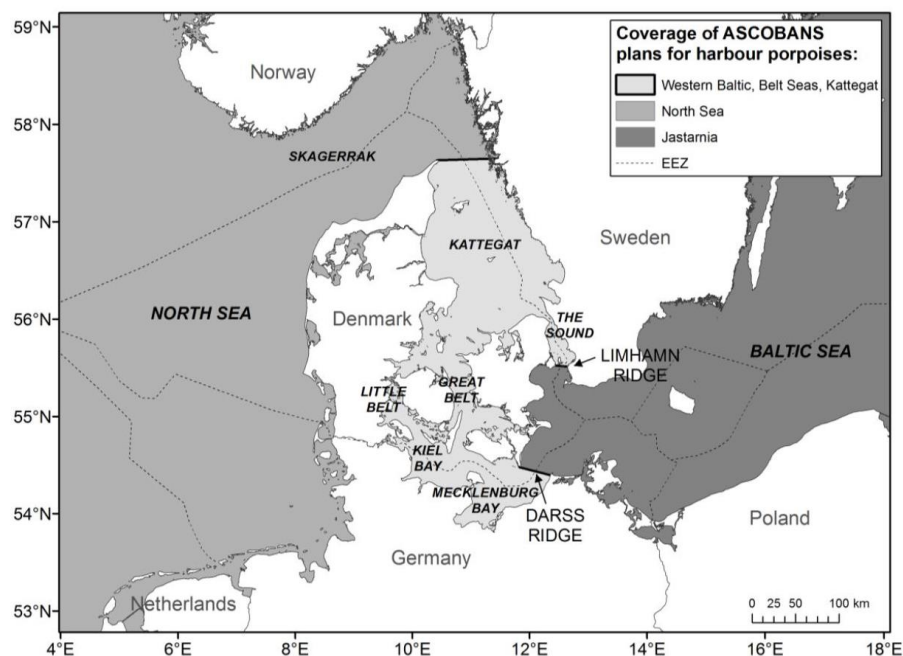 59°N
58°N
57°N
56°N
55°N
54°N
53°N
4°E
6°E
8°E
10°E
12°E
14°E
16°E
18°E
Coverage of ASCOBANS
plans for harbour porpoises:
Western Baltic, Belt Seas, Kattegat
North Sea
Jastarnia
EEZ
Norway
SKAGERRAK
KATTEGAT
Sweden
NORTH SEA
Denmark
THE
SOUND
LIMHAMN
RIDGE
BALTIC SEA
LITTLE
BELT
GREAT
BELT
KIEL
BAY
MECKLENBURG
BAY
DARSS
RIDGE
Poland
Germany
Netherlands
0 25 50 100 km